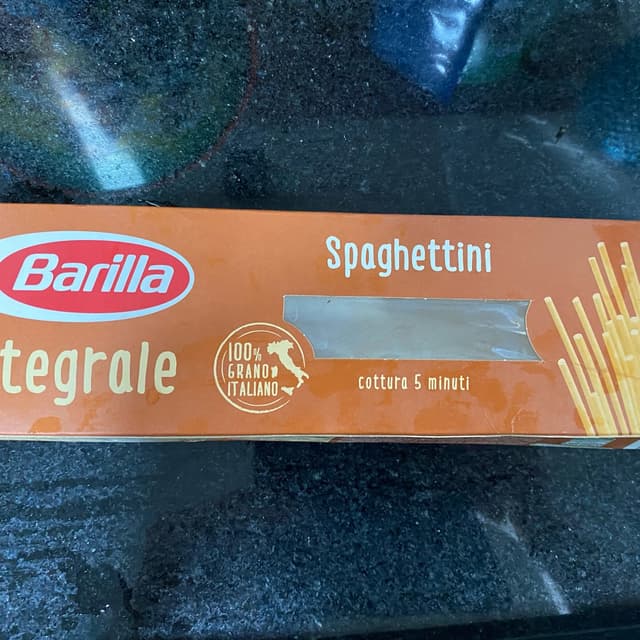 Barilla
tegrale
100%
GRANO
ITALIANO
Spaghettini
cottura 5 minuti